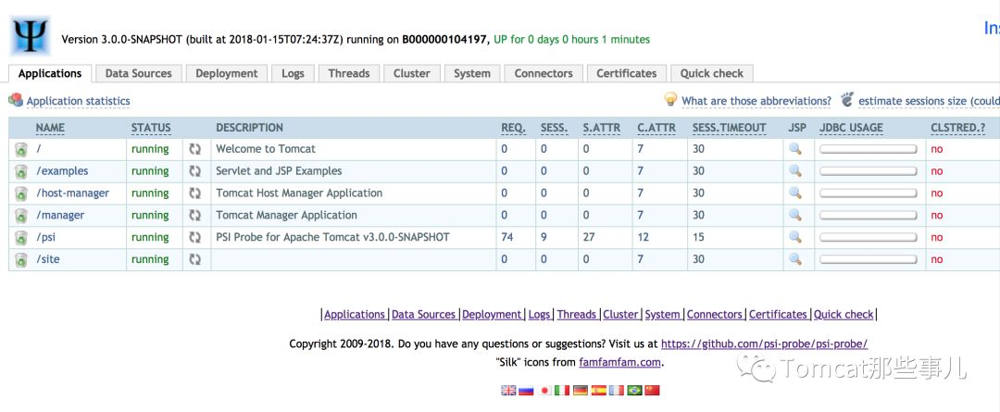 Ψ
Version 3.0.0-SNAPSHOT (built at 2018-01-15T07:24:37Z) running on B000000104197, UP for 0 days 0 hours 1 minutes
Applications Data Sources Deployment Logs Threads Cluster System Connectors Certificates Quick check
Application statistics What are those abbreviations? estimate sessions size (could
NAME STATUS DESCRIPTION REQ. SESS. S.ATTR C.ATTR SESS.TIMEOUT JSP JDBC USAGE CLSTRED.?
/ running Welcome to Tomcat 0 0 0 7 30 no
/examples running Servlet and JSP Examples 0 0 0 7 30 no
/host-manager running Tomcat Host Manager Application 0 0 0 7 30 no
/manager running Tomcat Manager Application 0 0 0 7 30 no
/psi running PSI Probe for Apache Tomcat v3.0.0-SNAPSHOT 74 9 27 12 15 no
/site running 0 0 0 7 30 no
|Applications |Data Sources |Deployment |Logs |Threads |Cluster |System |Connectors |Certificates |Quick check|
Copyright 2009-2018. Do you have any questions or suggestions? Visit us at https://github.com/psi-probe/psi-probe/
"Silk" icons from famfamfam.com.
Tomcat那些事儿